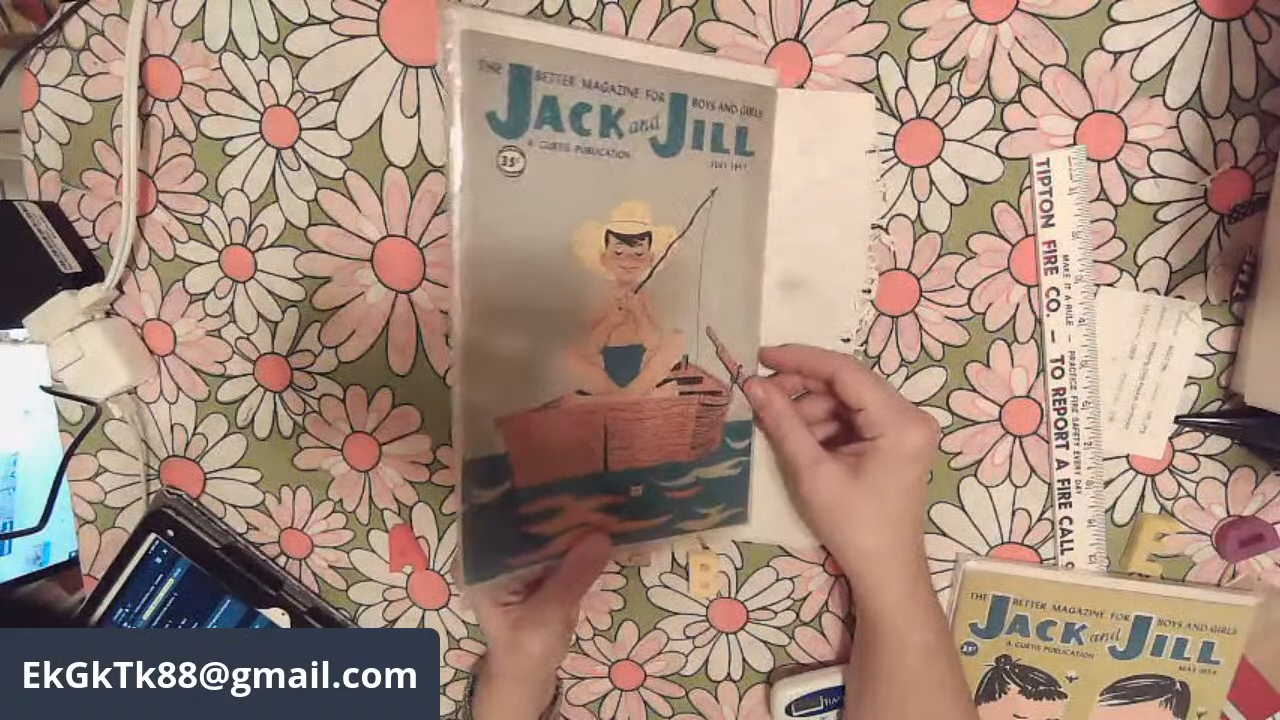 THE BETTER MAGAZINE FOR BOYS AND GIRLS
JACK and JILL
A CURTIS PUBLICATION
35¢
JULY
TIPTON FIRE CO. — TO REPORT A FIRE CALL
MAKE IT A RULE — PRACTICE FIRE SAFETY EVERY DAY
A
B
E
THE BETTER MAGAZINE FOR BOYS AND GIRLS
JACK and JILL
A CURTIS PUBLICATION
35¢
MAY
EkGkTk88@gmail.com